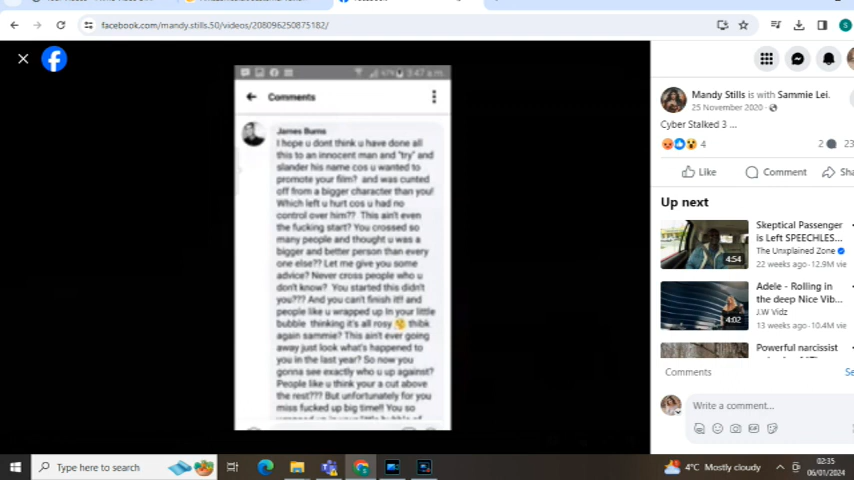 Facebook
facebook.com/mandy.stills.50/videos/208096250875182/
47% 3:47 a.m.
Comments
James Burns
I hope u dont think u have done all
this to an innocent man and "try" and
slander his name cos u wanted to
promote your film? and was cunted
off from a bigger character than you!
Which left u hurt cos u had no
control over him?? This ain't even
the fucking start? You crossed so
many people and thought u was a
bigger and better person than every
one else?? Let me give you some
advice? Never cross people who u
don't know? You started this didn't
you??? And you can't finish it!! and
people like u wrapped up In your little
bubble thinking it's all rosy 🤔 thibk
again sammie? This ain't ever going
away just look what's happened to
you in the last year? So now you
gonna see exactly who u up against?
People like u think your a cut above
the rest??? But unfortunately for you
miss fucked up big time!! You so
Mandy Stills is with Sammie Lei.
25 November 2020
Cyber Stalked 3 ...
4
2
23
Like
Comment
Sha
Up next
Skeptical Passenger
is Left SPEECHLES...
The Unxplained Zone
22 weeks ago · 12.9M vie
4:54
Adele - Rolling in
the deep Nice Vib...
J.W Vidz
13 weeks ago · 10.4M vie
4:02
Powerful narcissist
Comments
Se
Write a comment...
GIF
S
Type here to search
4°C Mostly cloudy
02:35
06/01/2024